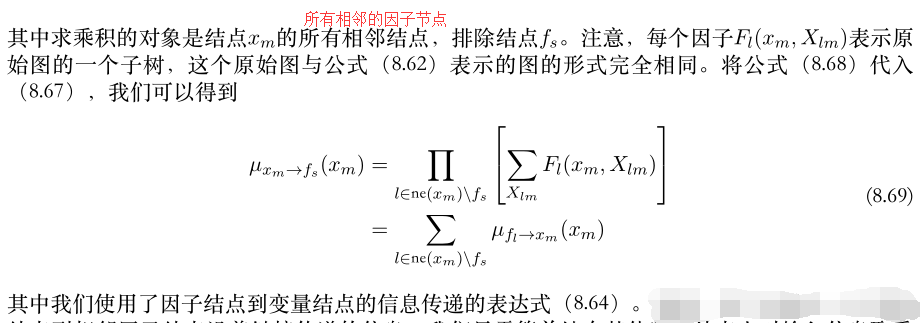 所有相邻的因子节点
其中求乘积的对象是结点xₘ的所有相邻结点，排除结点fₛ。注意，每个因子Fₗ(xₘ, Xₗₘ)表示原
始图的一个子树，这个原始图与公式（8.62）表示的图的形式完全相同。将公式（8.68）代入
（8.67），我们可以得到
μₓₘ→fₛ(xₘ) = ∏ l∈ne(xₘ)\fₛ [∑ Xₗₘ Fₗ(xₘ, Xₗₘ)]
(8.69)
= ∑ l∈ne(xₘ)\fₛ μfₗ→xₘ(xₘ)
其中我们使用了因子结点到变量结点的信息传递的表达式（8.64）。